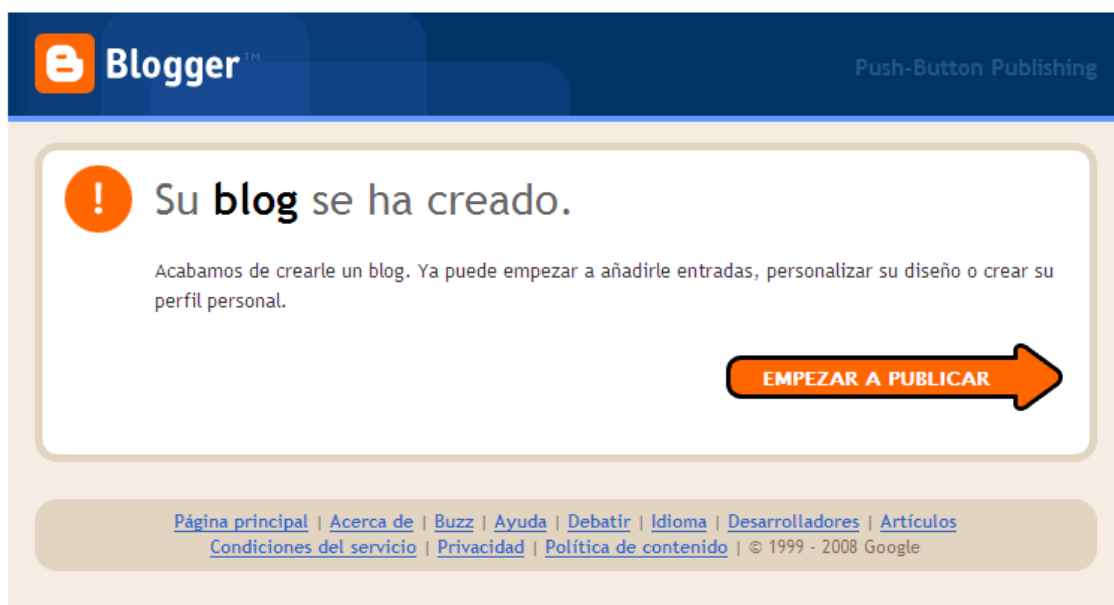 Blogger™
Push-Button Publishing
Su blog se ha creado.
Acabamos de crearle un blog. Ya puede empezar a añadirle entradas, personalizar su diseño o crear su
perfil personal.
EMPEZAR A PUBLICAR
Página principal | Acerca de | Buzz | Ayuda | Debatir | Idioma | Desarrolladores | Artículos
Condiciones del servicio | Privacidad | Política de contenido | © 1999 - 2008 Google